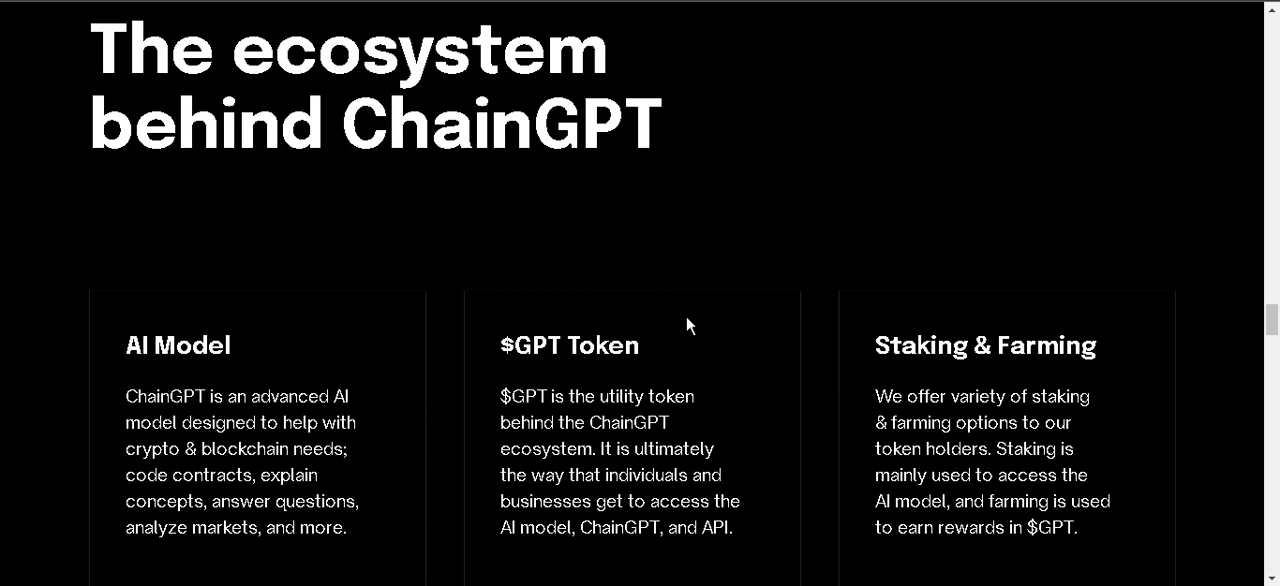 The ecosystem
behind ChainGPT
AI Model
ChainGPT is an advanced AI
model designed to help with
crypto & blockchain needs;
code contracts, explain
concepts, answer questions,
analyze markets, and more.
$GPT Token
$GPT is the utility token
behind the ChainGPT
ecosystem. It is ultimately
the way that individuals and
businesses get to access the
AI model, ChainGPT, and API.
Staking & Farming
We offer variety of staking
& farming options to our
token holders. Staking is
mainly used to access the
AI model, and farming is used
to earn rewards in $GPT.